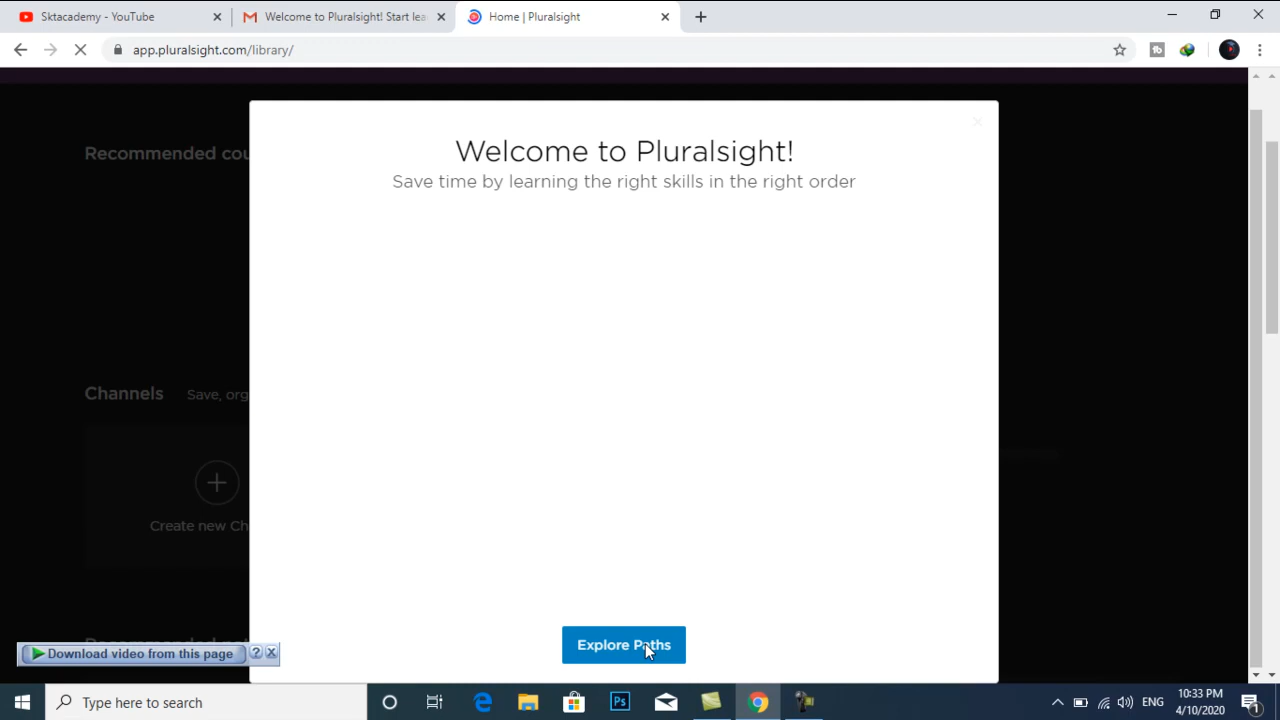 Sktacademy - YouTube
Welcome to Pluralsight! Start lea
Home | Pluralsight
app.pluralsight.com/library/
Welcome to Pluralsight!
Save time by learning the right skills in the right order
Recommended cou
Channels Save, org
Create new Ch
Explore Paths
Download video from this page
?
Type here to search
Ps
ENG
10:33 PM
4/10/2020
1